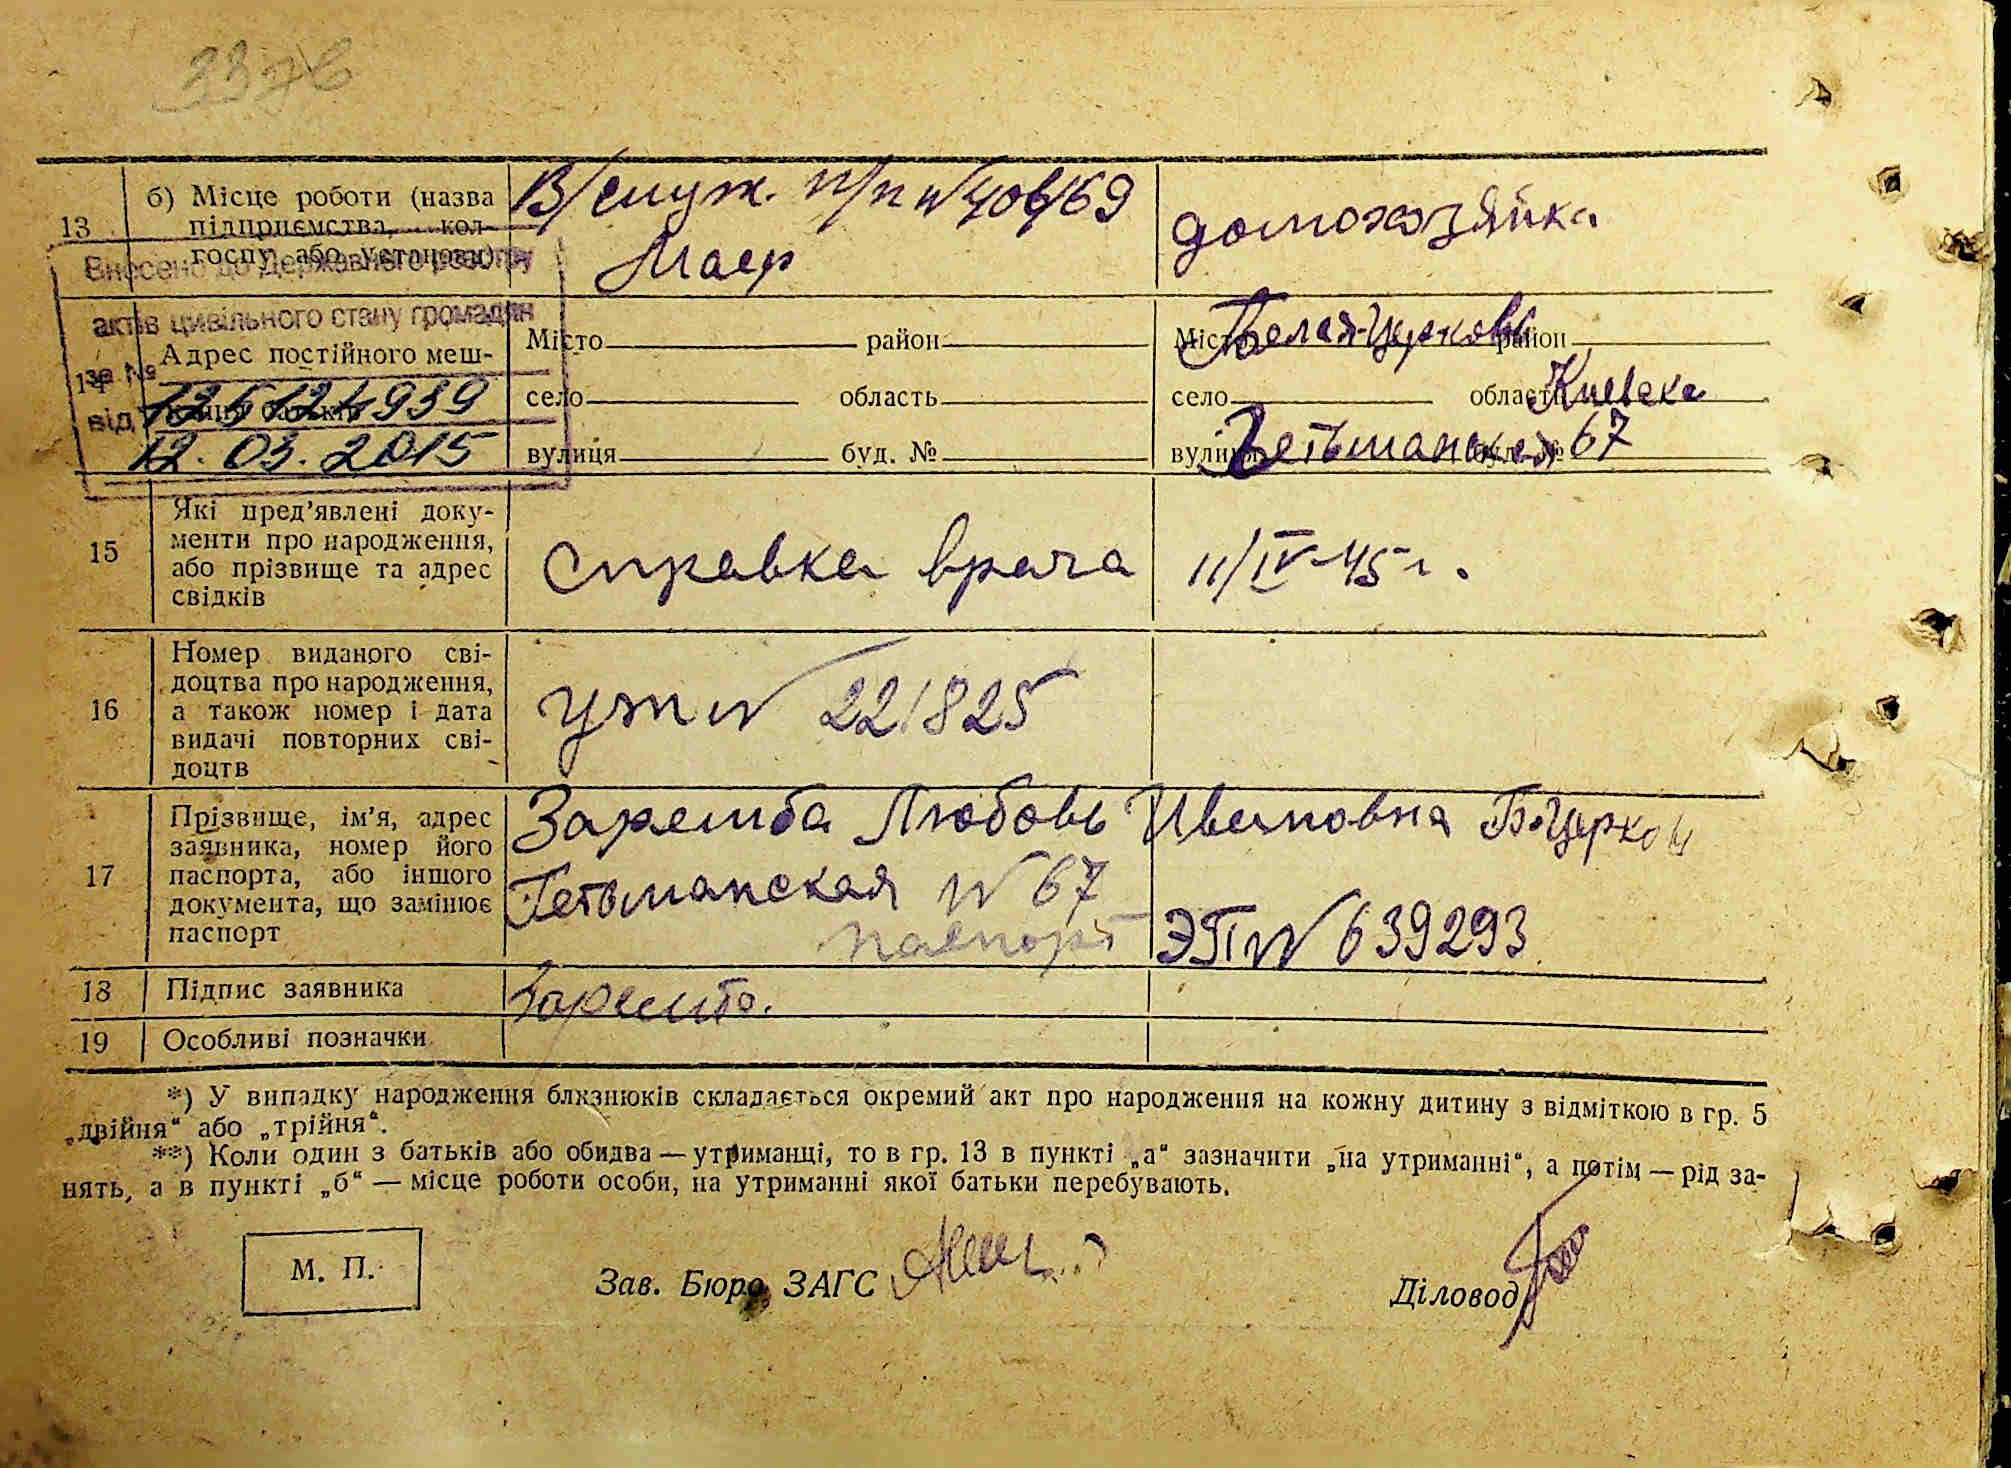 33
13
б) Місце роботи (назва
підприємства, кол-
госпу або установи)
В/служ. п/п №
Маер
домохозяйка
Внесено до Державного реєстру
актів цивільного стану громадян
за № 125124939
від 12.03.2015
14
Адрес постійного меш-
кання батьків
Місто район
село область
вулиця буд. №
Місто Белая-Церковь район
село область Киевска
вулиця Гетьманская буд. № 67
15
Які пред’явлені доку-
менти про народження,
або прізвище та адрес
свідків
справка врача 11/IV-45 г.
16
Номер виданого сві-
доцтва про народження,
а також номер і дата
видачі повторних сві-
доцтв
№ 221825
17
Прізвище, ім’я, адрес
заявника, номер його
паспорта, або іншого
документа, що замінює
паспорт
Заремба Любовь Ивановна Б-Церковь
Гетьманская № 67
паспорт ЭП № 639293
18 Підпис заявника Заремба.
19 Особливі позначки
*) У випадку народження близнюків складається окремий акт про народження на кожну дитину з відміткою в гр. 5
„двійня“ або „трійня“.
**) Коли один з батьків або обидва — утриманці, то в гр. 13 в пункті „а“ зазначити „на утриманні“, а потім — рід за-
нять, а в пункті „б“ — місце роботи особи, на утриманні якої батьки перебувають.
М. П.
Зав. Бюро ЗАГС
Діловод